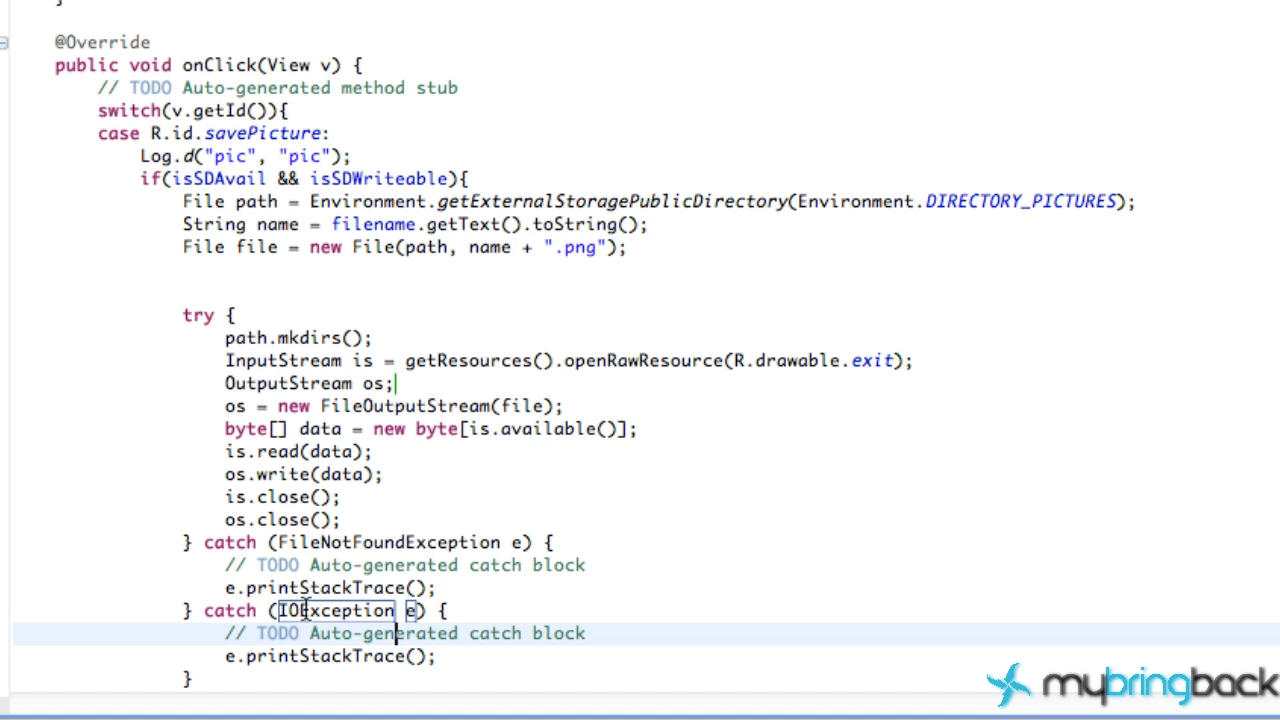 }
@Override
public void onClick(View v) {
// TODO Auto-generated method stub
switch(v.getId()){
case R.id.savePicture:
Log.d("pic", "pic");
if(isSDAvail && isSDWriteable){
File path = Environment.getExternalStoragePublicDirectory(Environment.DIRECTORY_PICTURES);
String name = filename.getText().toString();
File file = new File(path, name + ".png");
try {
path.mkdirs();
InputStream is = getResources().openRawResource(R.drawable.exit);
OutputStream os;
os = new FileOutputStream(file);
byte[] data = new byte[is.available()];
is.read(data);
os.write(data);
is.close();
os.close();
} catch (FileNotFoundException e) {
// TODO Auto-generated catch block
e.printStackTrace();
} catch (IOException e) {
// TODO Auto-generated catch block
e.printStackTrace();
}
mybringback